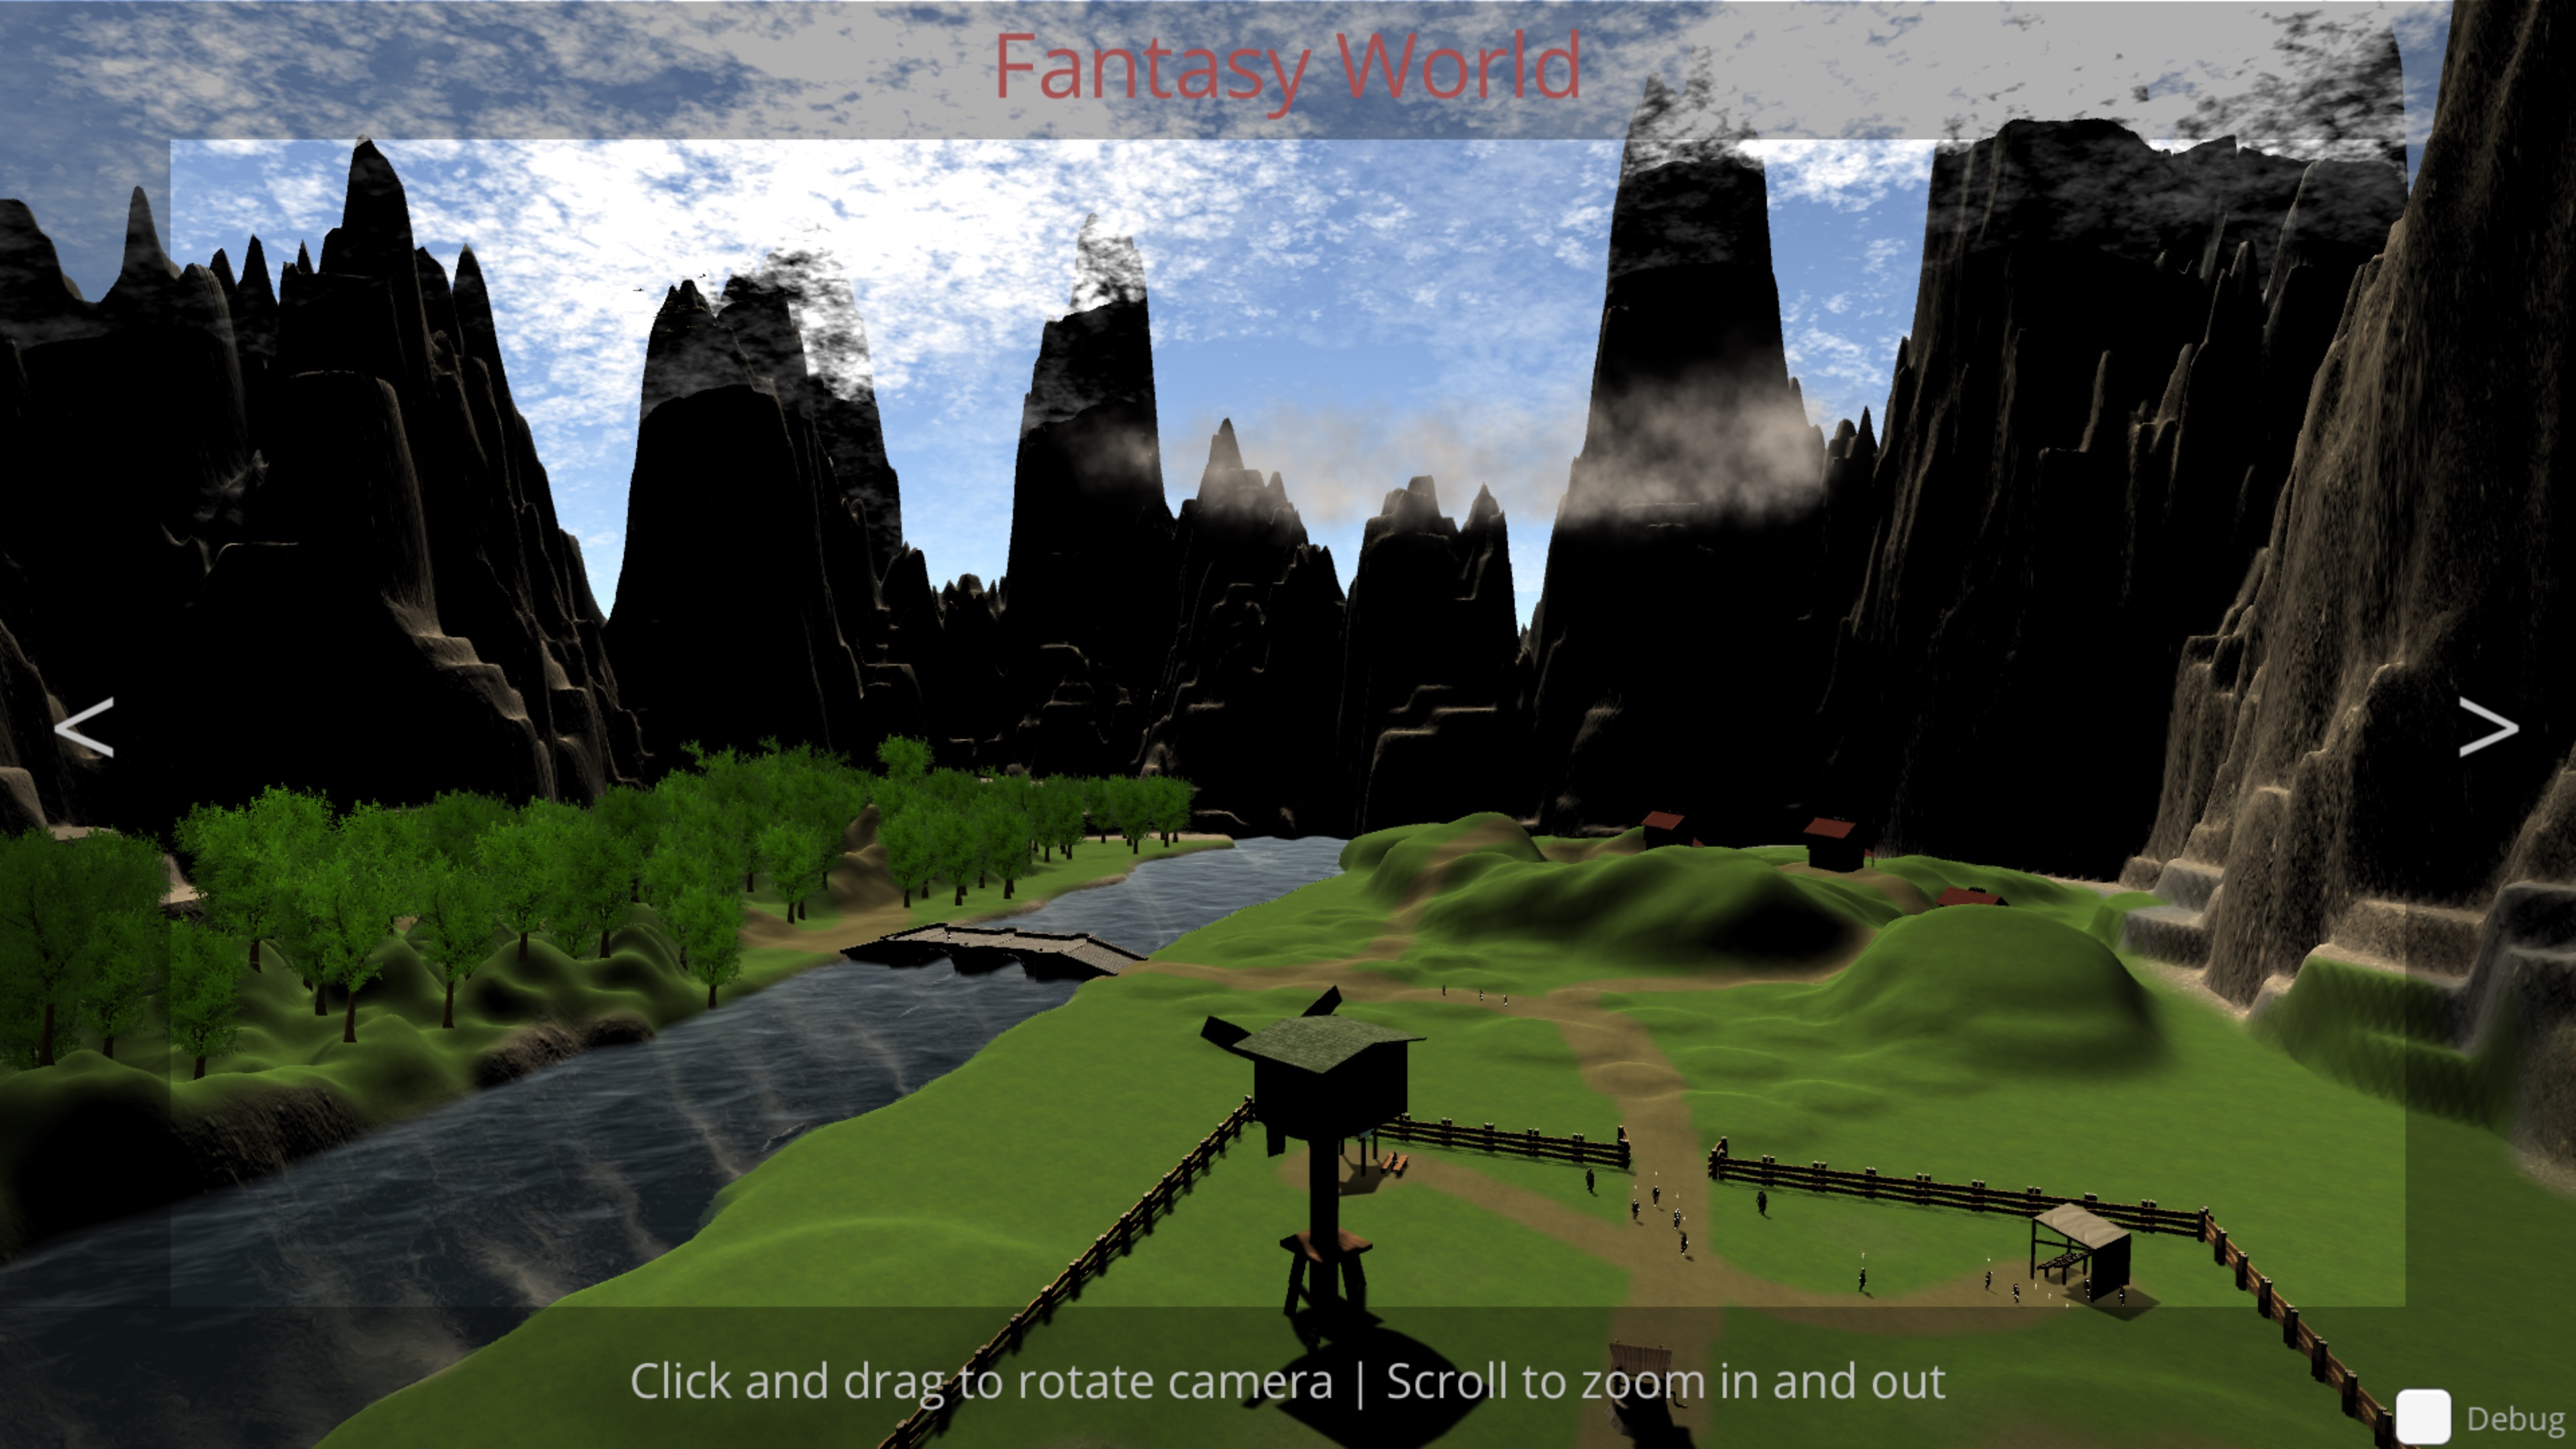 Fantasy World
<
>
Click and drag to rotate camera | Scroll to zoom in and out
Debug